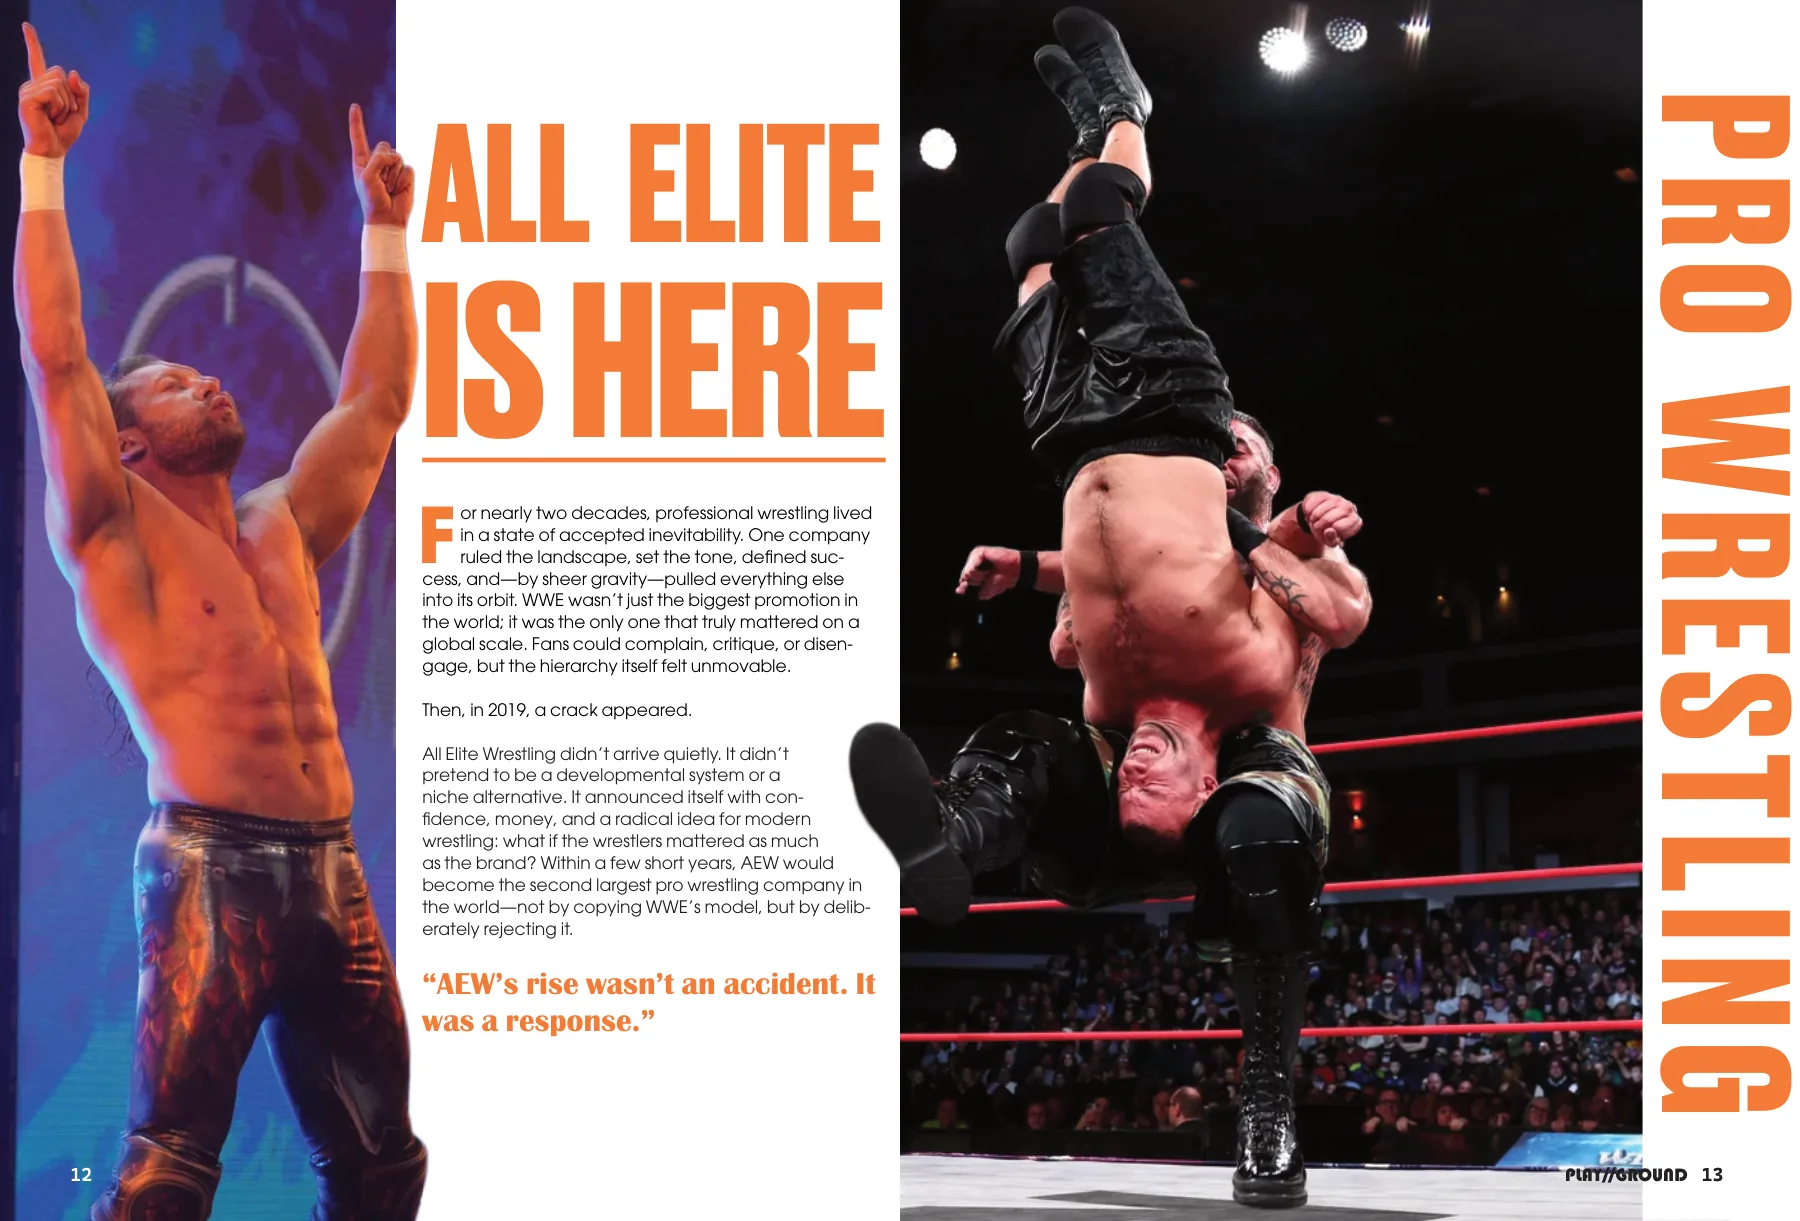 ALL ELITE
IS HERE
For nearly two decades, professional wrestling lived
in a state of accepted inevitability. One company
ruled the landscape, set the tone, defined suc-
cess, and—by sheer gravity—pulled everything else
into its orbit. WWE wasn't just the biggest promotion in
the world; it was the only one that truly mattered on a
global scale. Fans could complain, critique, or disen-
gage, but the hierarchy itself felt unmovable.
Then, in 2019, a crack appeared.
All Elite Wrestling didn't arrive quietly. It didn't
pretend to be a developmental system or a
niche alternative. It announced itself with con-
fidence, money, and a radical idea for modern
wrestling: what if the wrestlers mattered as much
as the brand? Within a few short years, AEW would
become the second largest pro wrestling company in
the world—not by copying WWE's model, but by delib-
erately rejecting it.
“AEW's rise wasn't an accident. It
was a response.”
12
PRO WRESTLING
PLAY//GROUND 13